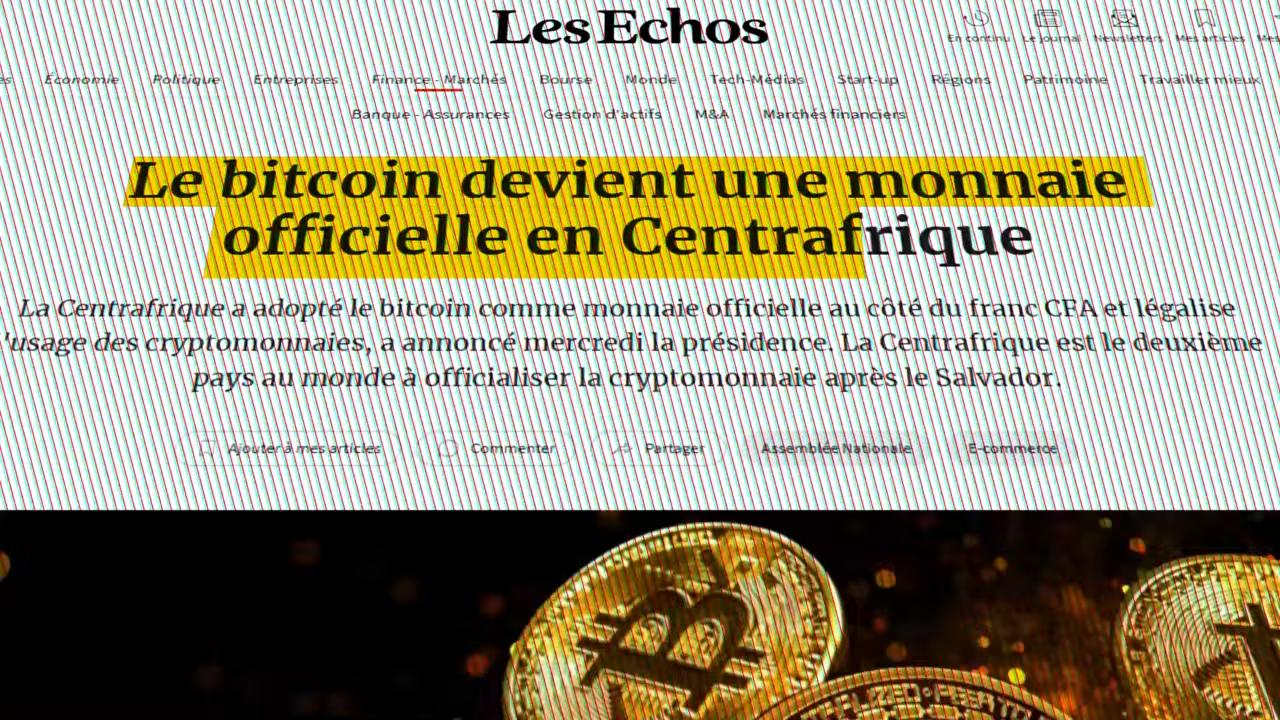 Les Echos
En continu Le journal Newsletters Mes articles Mes
es Économie Politique Entreprises Finance - Marchés Bourse Monde Tech-Médias Start-up Régions Patrimoine Travailler mieux
Banque - Assurances Gestion d'actifs M&A Marchés financiers
Le bitcoin devient une monnaie
officielle en Centrafrique
La Centrafrique a adopté le bitcoin comme monnaie officielle au côté du franc CFA et légalise
l'usage des cryptomonnaies, a annoncé mercredi la présidence. La Centrafrique est le deuxième
pays au monde à officialiser la cryptomonnaie après le Salvador.
Ajouter à mes articles Commenter Partager Assemblée Nationale E-commerce